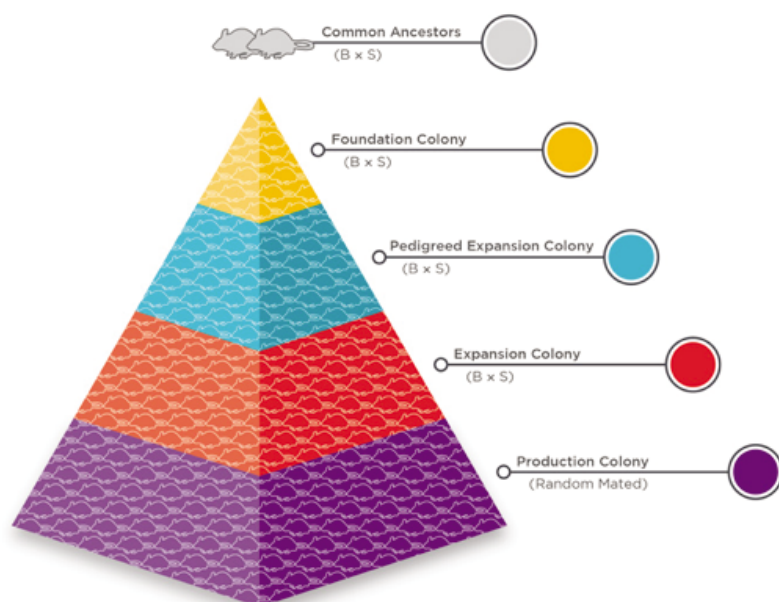 Common Ancestors
(B × S)
Foundation Colony
(B × S)
Pedigreed Expansion Colony
(B × S)
Expansion Colony
(B × S)
Production Colony
(Random Mated)